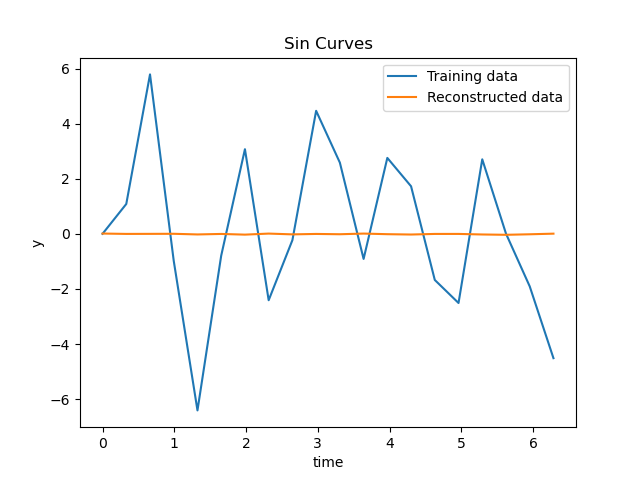 Sin Curves
Training data
Reconstructed data
6
4
2
0
−2
−4
−6
y
0 1 2 3 4 5 6
time